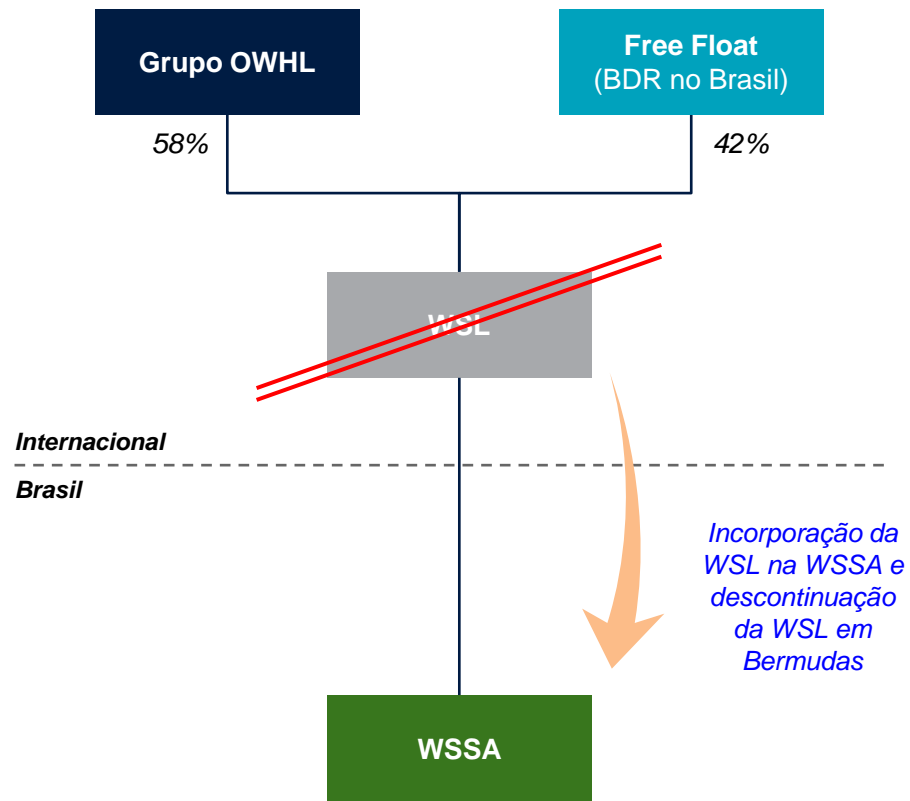 Grupo OWHL
Free Float
(BDR no Brasil)
58%
42%
WSL
Internacional
Brasil
Incorporação da
WSL na WSSA e
descontinuação
da WSL em
Bermudas
WSSA